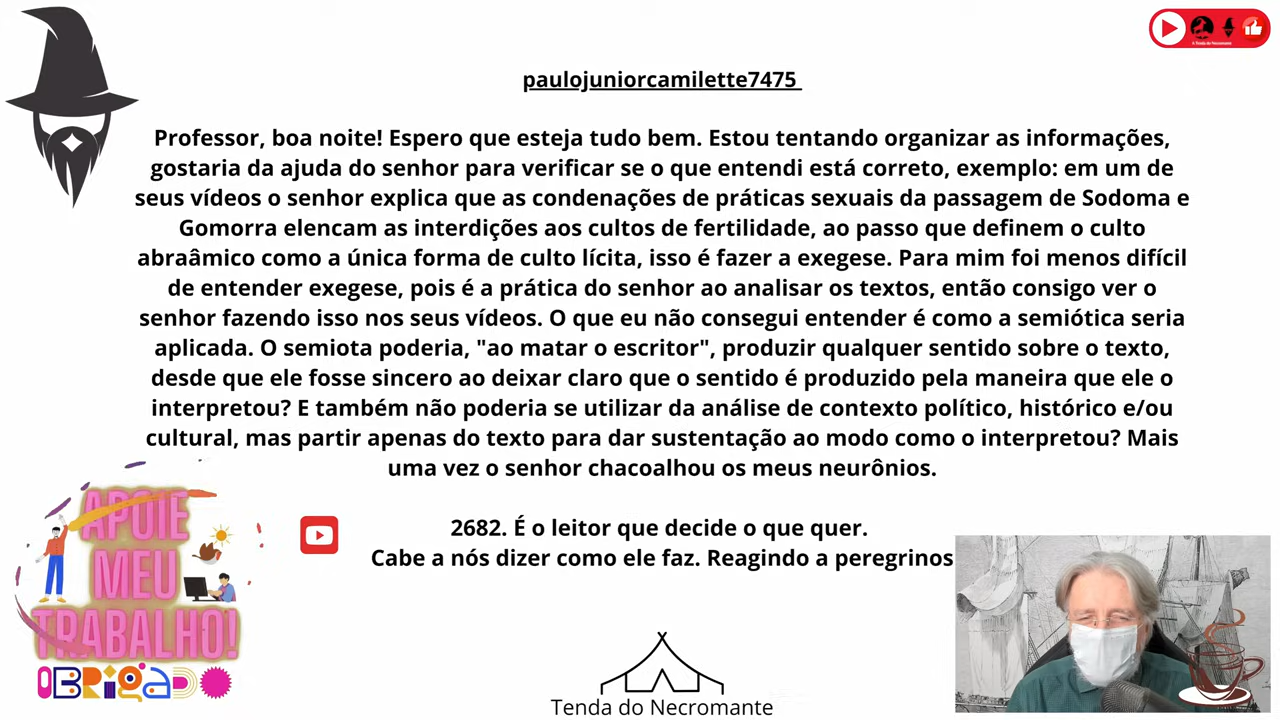 paulojuniorcamilette7475
Professor, boa noite! Espero que esteja tudo bem. Estou tentando organizar as informações,
gostaria da ajuda do senhor para verificar se o que entendi está correto, exemplo: em um de
seus vídeos o senhor explica que as condenações de práticas sexuais da passagem de Sodoma e
Gomorra elencam as interdições aos cultos de fertilidade, ao passo que definem o culto
abraâmico como a única forma de culto lícita, isso é fazer a exegese. Para mim foi menos difícil
de entender exegese, pois é a prática do senhor ao analisar os textos, então consigo ver o
senhor fazendo isso nos seus vídeos. O que eu não consegui entender é como a semiótica seria
aplicada. O semiota poderia, "ao matar o escritor", produzir qualquer sentido sobre o texto,
desde que ele fosse sincero ao deixar claro que o sentido é produzido pela maneira que ele o
interpretou? E também não poderia se utilizar da análise de contexto político, histórico e/ou
cultural, mas partir apenas do texto para dar sustentação ao modo como o interpretou? Mais
uma vez o senhor chacoalhou os meus neurônios.
2682. É o leitor que decide o que quer.
Cabe a nós dizer como ele faz. Reagindo a peregrinos
APOIE
MEU
TRABALHO!
OBRIGADO
Tenda do Necromante